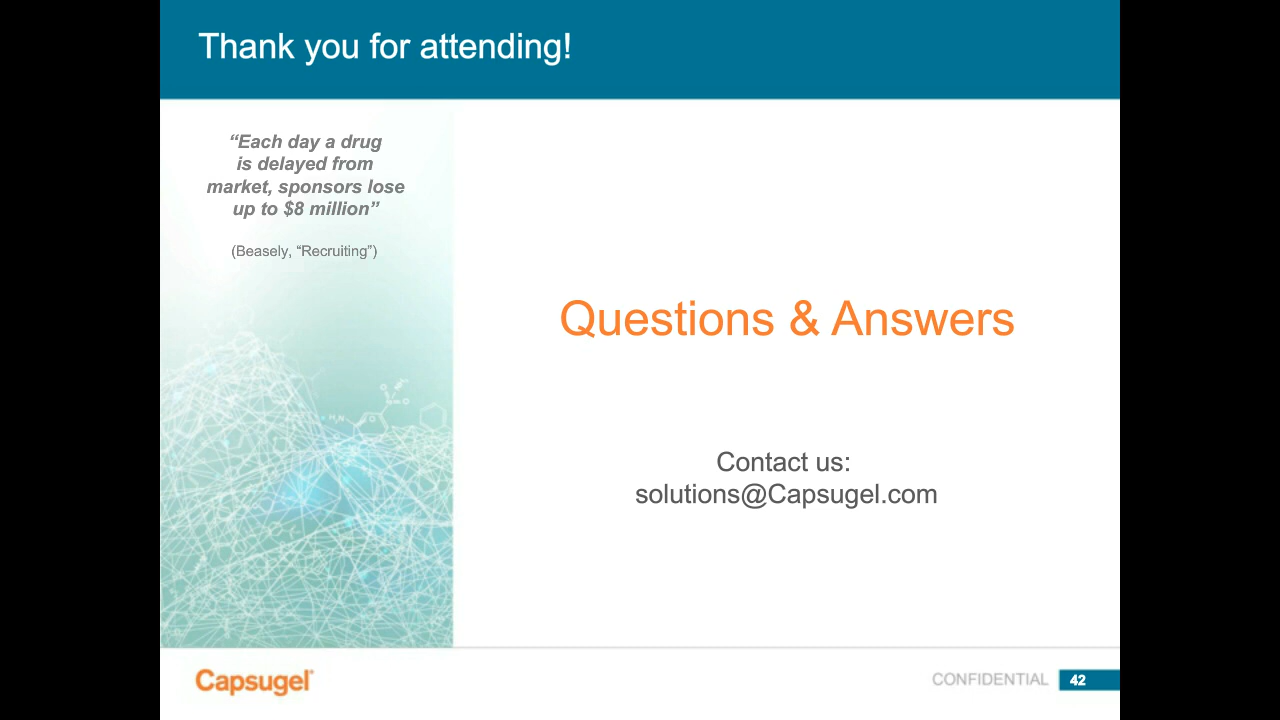 Thank you for attending!
“Each day a drug
is delayed from
market, sponsors lose
up to $8 million”
(Beasely, “Recruiting”)
Questions & Answers
Contact us:
solutions@Capsugel.com
H₂N
Capsugel®
CONFIDENTIAL 42